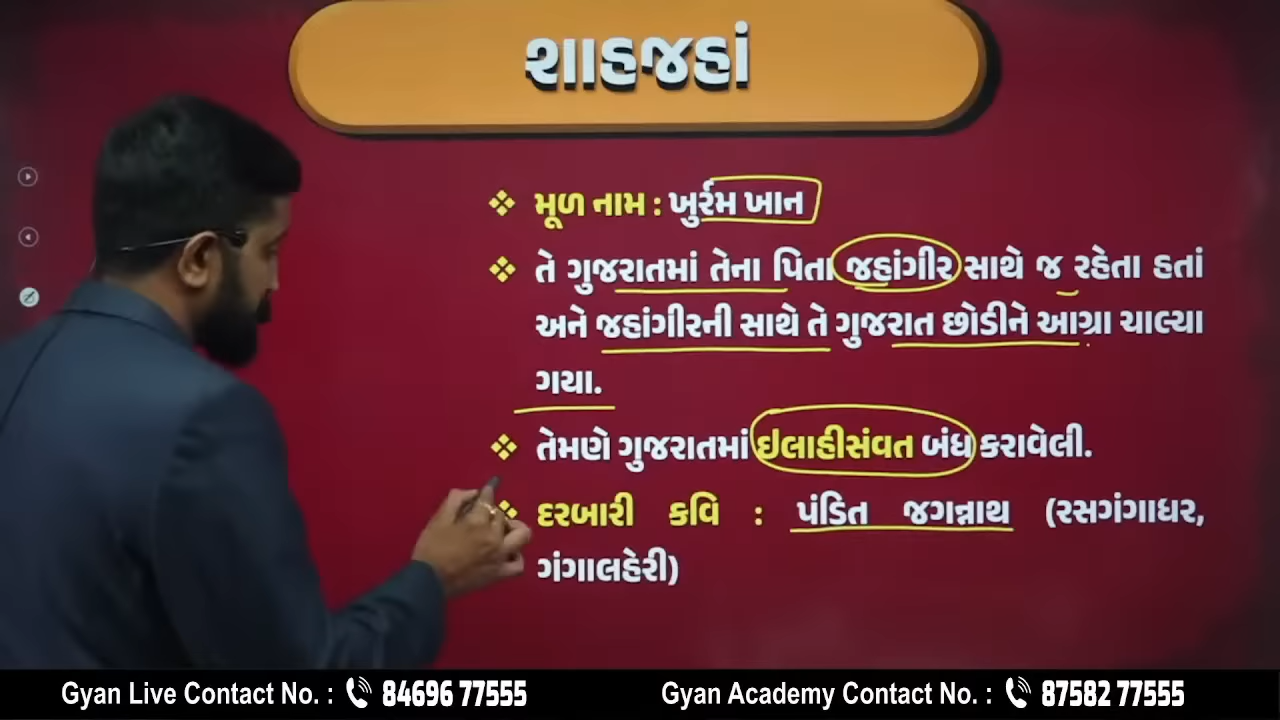 શાહજહાં
❖ મૂળ નામ : ખુર્રમ ખાન
❖ તે ગુજરાતમાં તેના પિતા જહાંગીર સાથે જ રહેતા હતાં
અને જહાંગીરની સાથે તે ગુજરાત છોડીને આગ્રા ચાલ્યા
ગયા.
❖ તેમણે ગુજરાતમાં ઇલાહીસંવત બંધ કરાવેલી.
❖ દરબારી કવિ : પંડિત જગન્નાથ (રસગંગાધર,
ગંગાલહેરી)
Gyan Live Contact No. : 84696 77555
Gyan Academy Contact No. : 87582 77555